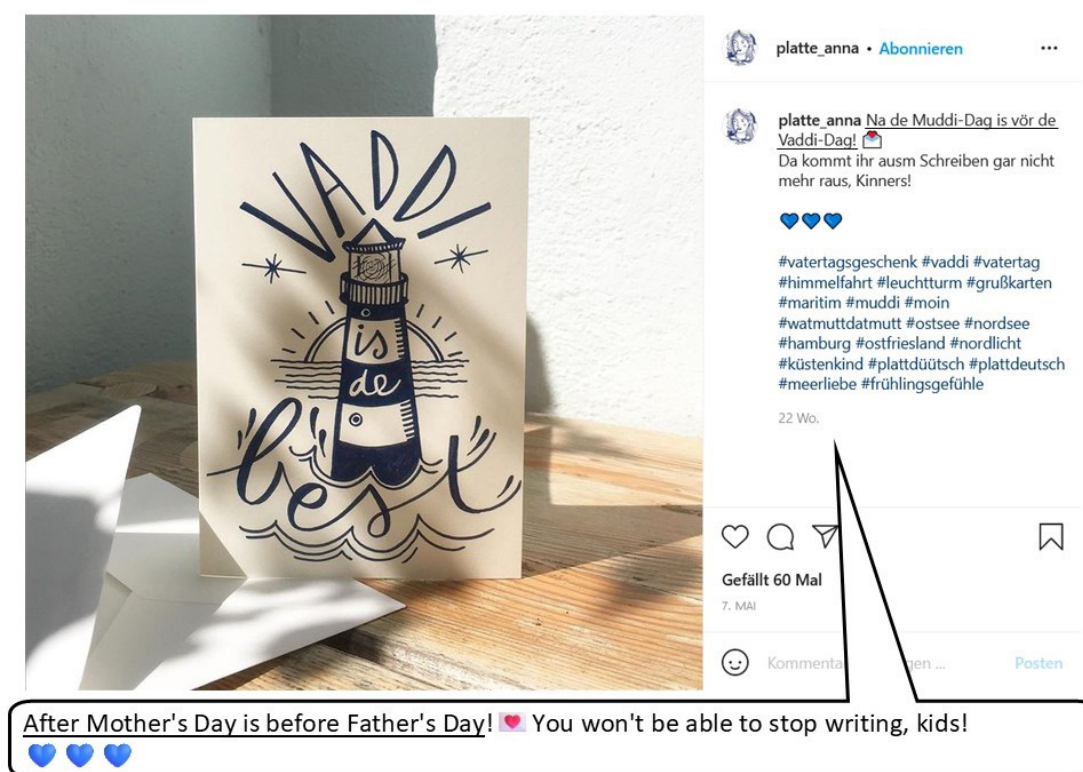 VADDI
is
de
best
platte_anna • Abonnieren
platte_anna Na de Muddi-Dag is vör de
Vaddi-Dag! 💌
Da kommt ihr ausm Schreiben gar nicht
mehr raus, Kinners!
💙💙💙
#vatertagsgeschenk #vaddi #vatertag
#himmelfahrt #leuchtturm #grußkarten
#maritim #muddi #moin
#watmuttdatmutt #ostsee #nordsee
#hamburg #ostfriesland #nordlicht
#küstenkind #plattdüütsch #plattdeutsch
#meerliebe #frühlingsgefühle
22 Wo.
Gefällt 60 Mal
7. MAI
Posten
After Mother's Day is before Father's Day! 💌 You won't be able to stop writing, kids!
💙 💙 💙